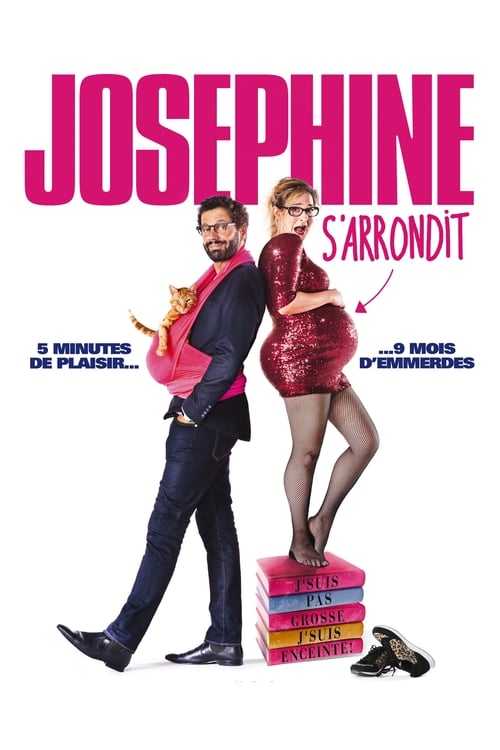 JOSEPHINE
S'ARRONDIT
5 MINUTES
DE PLAISIR...
...9 MOIS
D'EMMERDES
J'SUIS
PAS
GROSSE
J'SUIS
ENCEINTE!